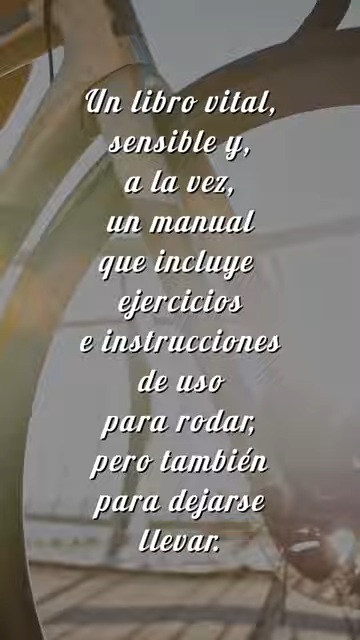 Un libro vital,
sensible y,
a la vez,
un manual
que incluye
ejercicios
e instrucciones
de uso
para rodar,
pero también
para dejarse
llevar.